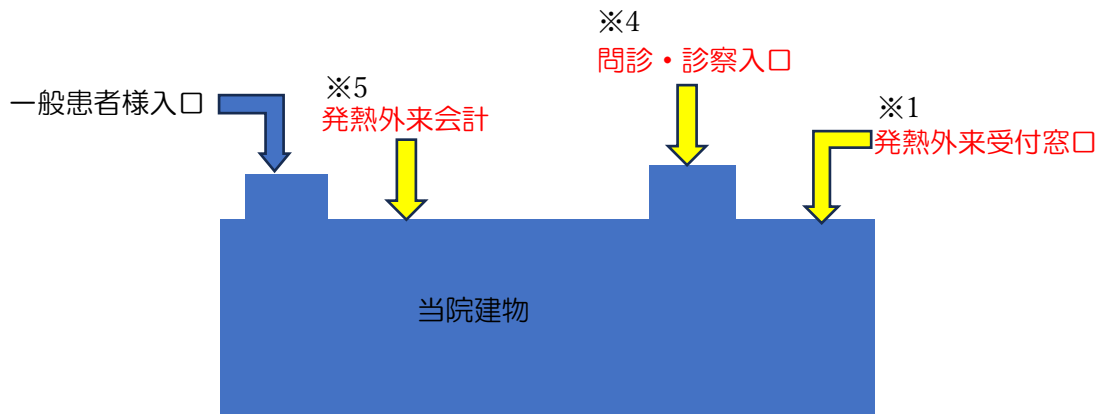 ※4
問診・診察入口
一般患者様入口
※5
発熱外来会計
※1
発熱外来受付窓口
当院建物